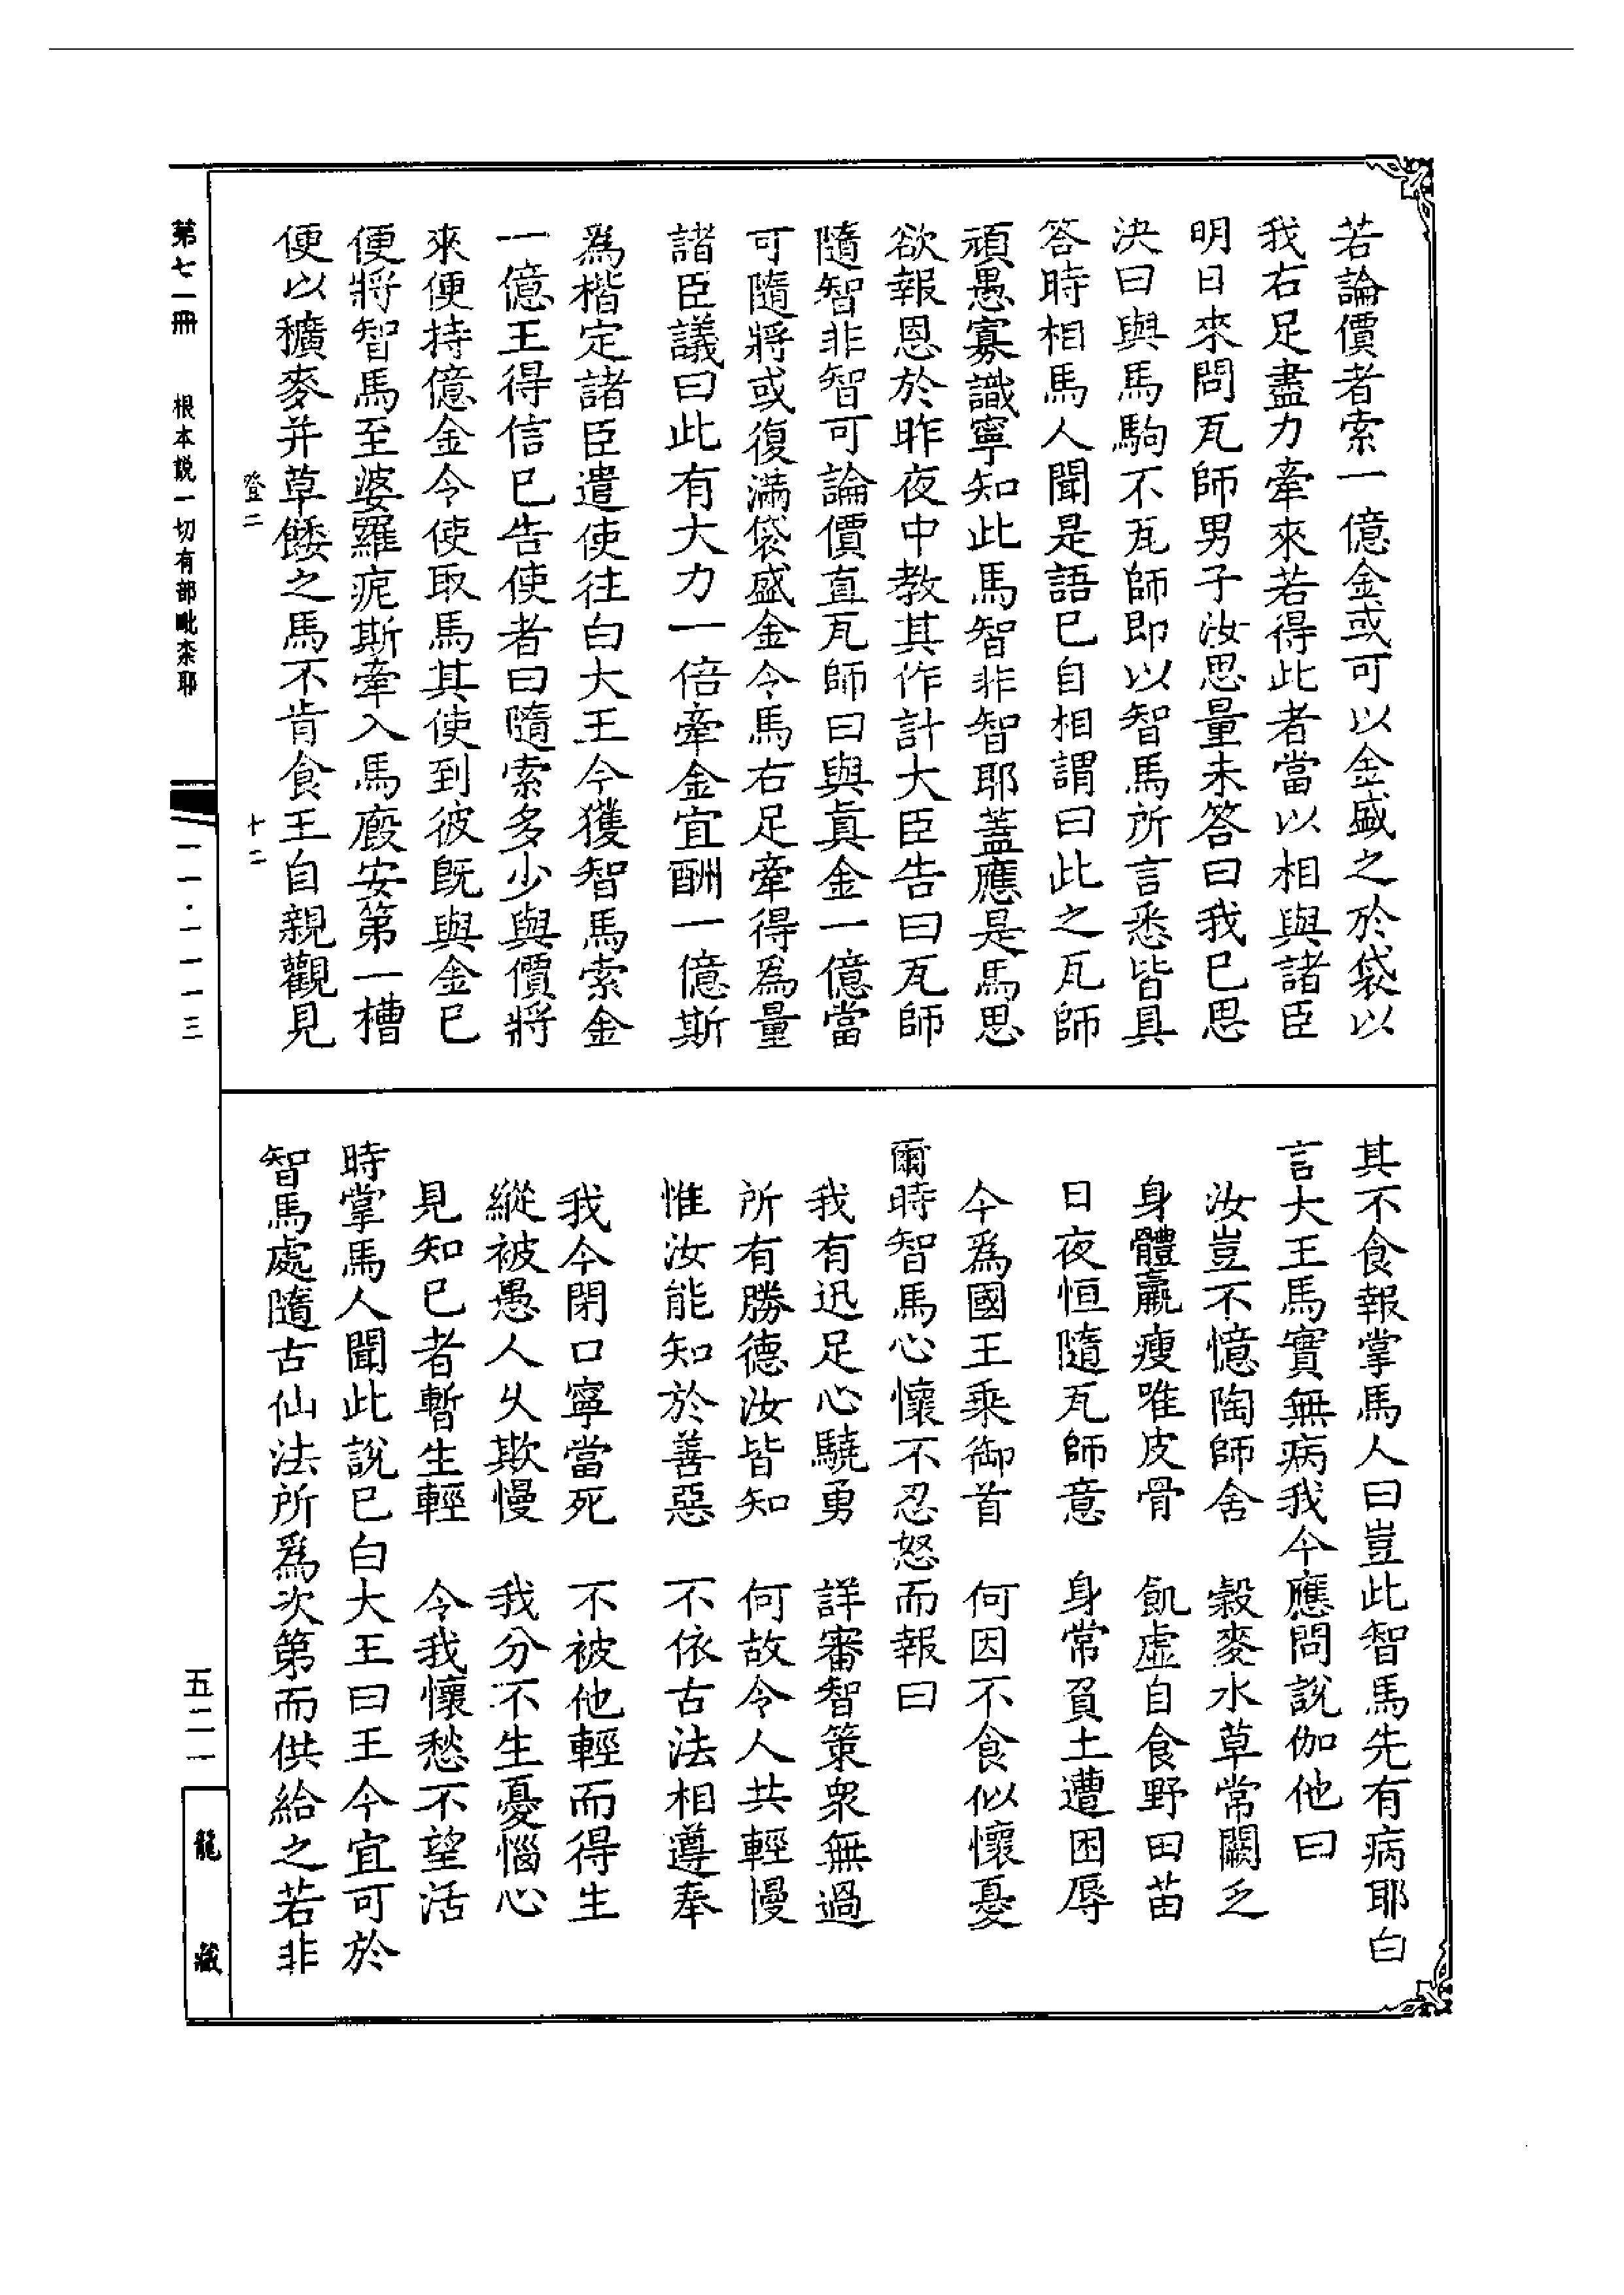 若論價者索一億金或可以金盛之於袋以
我右足盡力牽來若得此者當以相與諸臣
明日來問瓦師男子汝思量未答曰我已思
決曰與馬駒不瓦師即以智馬所言悉皆具
答時相馬人聞是語已自相謂曰此之瓦師
頑愚寡識寧知此馬智非智耶蓋應是馬思
欲報恩於昨夜中教其作計大臣告曰瓦師
隨智非智可論價直瓦師曰與真金一億當
可隨將或復滿袋盛金令馬右足牽得為量
諸臣議曰此有大力一倍牽金宜酬一億斯
為楷定諸臣遣使往白大王今獲智馬索金
一億王得信已告使者曰隨索多少與價將
來便持億金令使取馬其使到彼既與金已
便將智馬至婆羅痆斯牽入馬廄安第一槽
便以穬麥并草餧之馬不肯食王自親觀見
其不食報掌馬人曰豈此智馬先有病耶白
言大王馬實無病我今應問說伽他曰
汝豈不憶陶師舍　穀麥水草常闕乏
身體羸瘦唯皮骨　飢虛自食野田苗
日夜恒隨瓦師意　身常負土遭困辱
今為國王乘御首　何因不食似懷憂
爾時智馬心懷不忍怒而報曰
我有迅足心驍勇　詳審智策衆無過
所有勝德汝皆知　何故令人共輕慢
惟汝能知於善惡　不依古法相遵奉
我今閉口寧當死　不被他輕而得生
縱被愚人久欺慢　我分不生憂惱心
見知已者暫生輕　令我懷愁不望活
時掌馬人聞此說已白大王曰王今宜可於
智馬處隨古仙法所為次第而供給之若非
登二
十二
第七一冊　根本說一切有部毗柰耶
一一·一一一三
五二一
龍藏